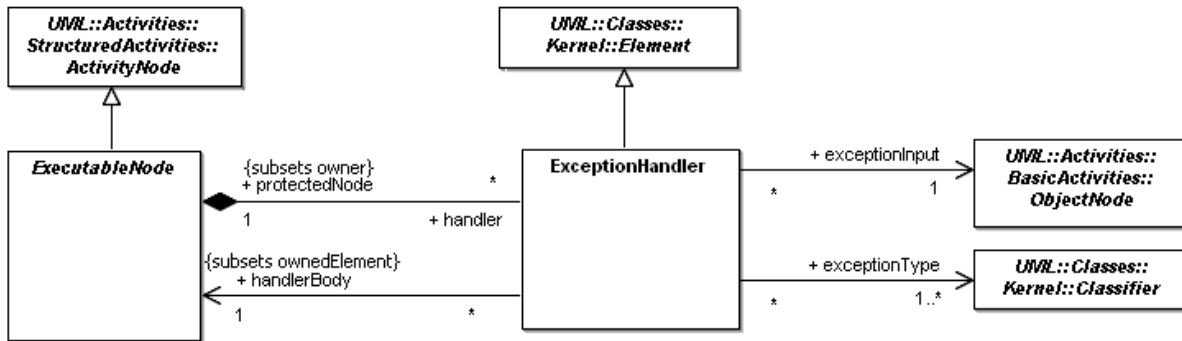 UML::Activities::
StructuredActivities::
ActivityNode
UML::Classes::
Kernel::Element
ExecutableNode
{subsets owner}
+ protectedNode
*
1
+ handler
{subsets ownedElement}
+ handlerBody
1
*
ExceptionHandler
+ exceptionInput
*
1
UML::Activities::
BasicActivities::
ObjectNode
+ exceptionType
*
1..*
UML::Classes::
Kernel::Classifier